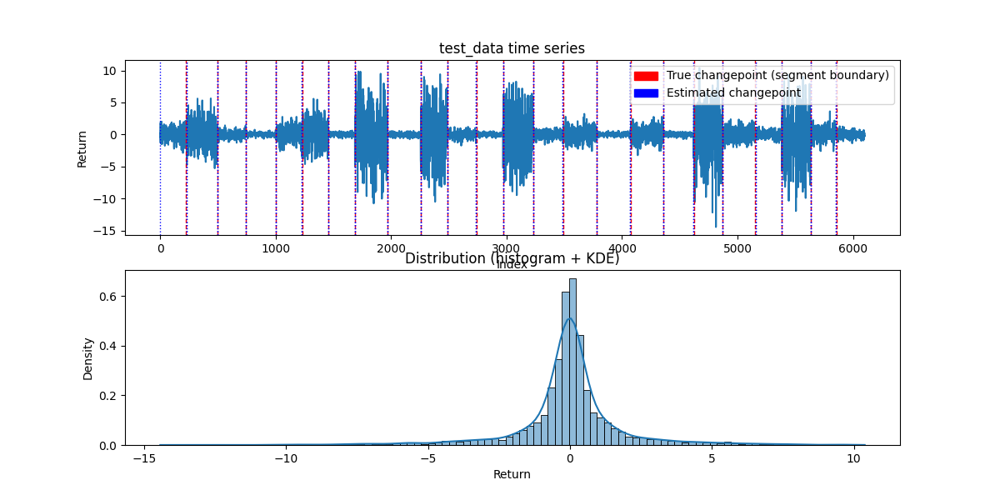 test_data time series
10
5
0
−5
−10
−15
Return
True changepoint (segment boundary)
Estimated changepoint
0
1000
2000
3000
4000
5000
6000
Index
Distribution (histogram + KDE)
0.6
0.4
0.2
0.0
Density
−15
−10
−5
0
5
10
Return